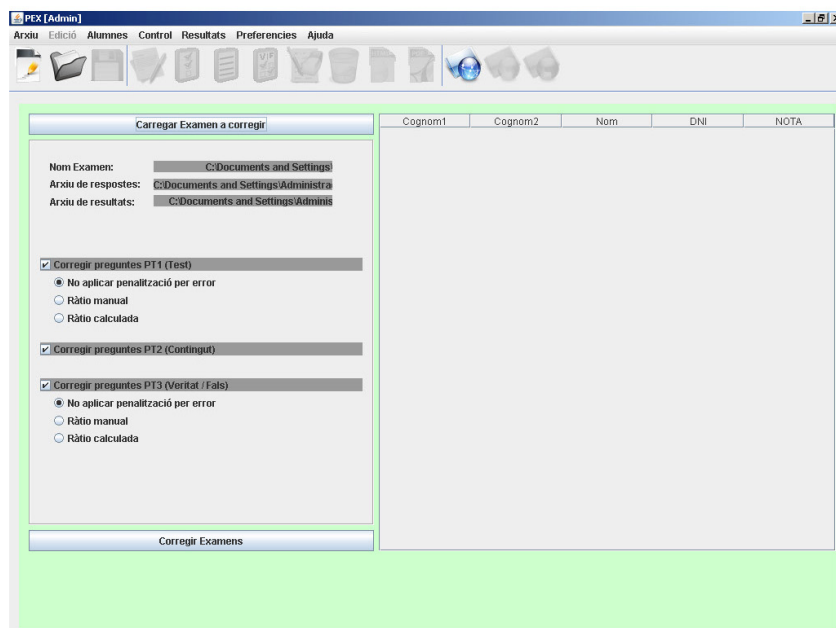 PEX [Admin]
Arxiu Edició Alumnes Control Resultats Preferencies Ajuda
Carregar Examen a corregir
Cognom1 Cognom2 Nom DNI NOTA
Nom Examen: C:\Documents and Settings\
Arxiu de respostes: C:\Documents and Settings\Administra
Arxiu de resultats: C:\Documents and Settings\Adminis
Corregir preguntes PT1 (Test)
No aplicar penalització per error
Ràtio manual
Ràtio calculada
Corregir preguntes PT2 (Contingut)
Corregir preguntes PT3 (Veritat / Fals)
No aplicar penalització per error
Ràtio manual
Ràtio calculada
Corregir Examens